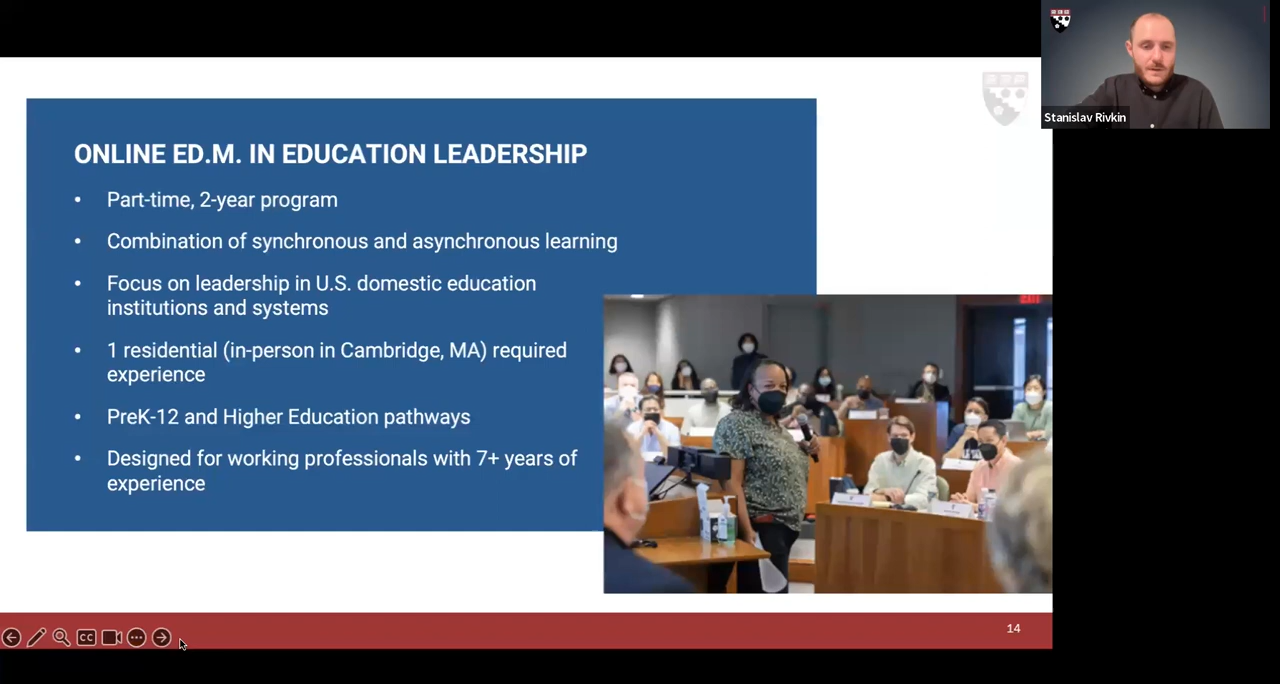 Stanislav Rivkin
ONLINE ED.M. IN EDUCATION LEADERSHIP
• Part-time, 2-year program
• Combination of synchronous and asynchronous learning
• Focus on leadership in U.S. domestic education
institutions and systems
• 1 residential (in-person in Cambridge, MA) required
experience
• PreK-12 and Higher Education pathways
• Designed for working professionals with 7+ years of
experience
EXIT
CC
14